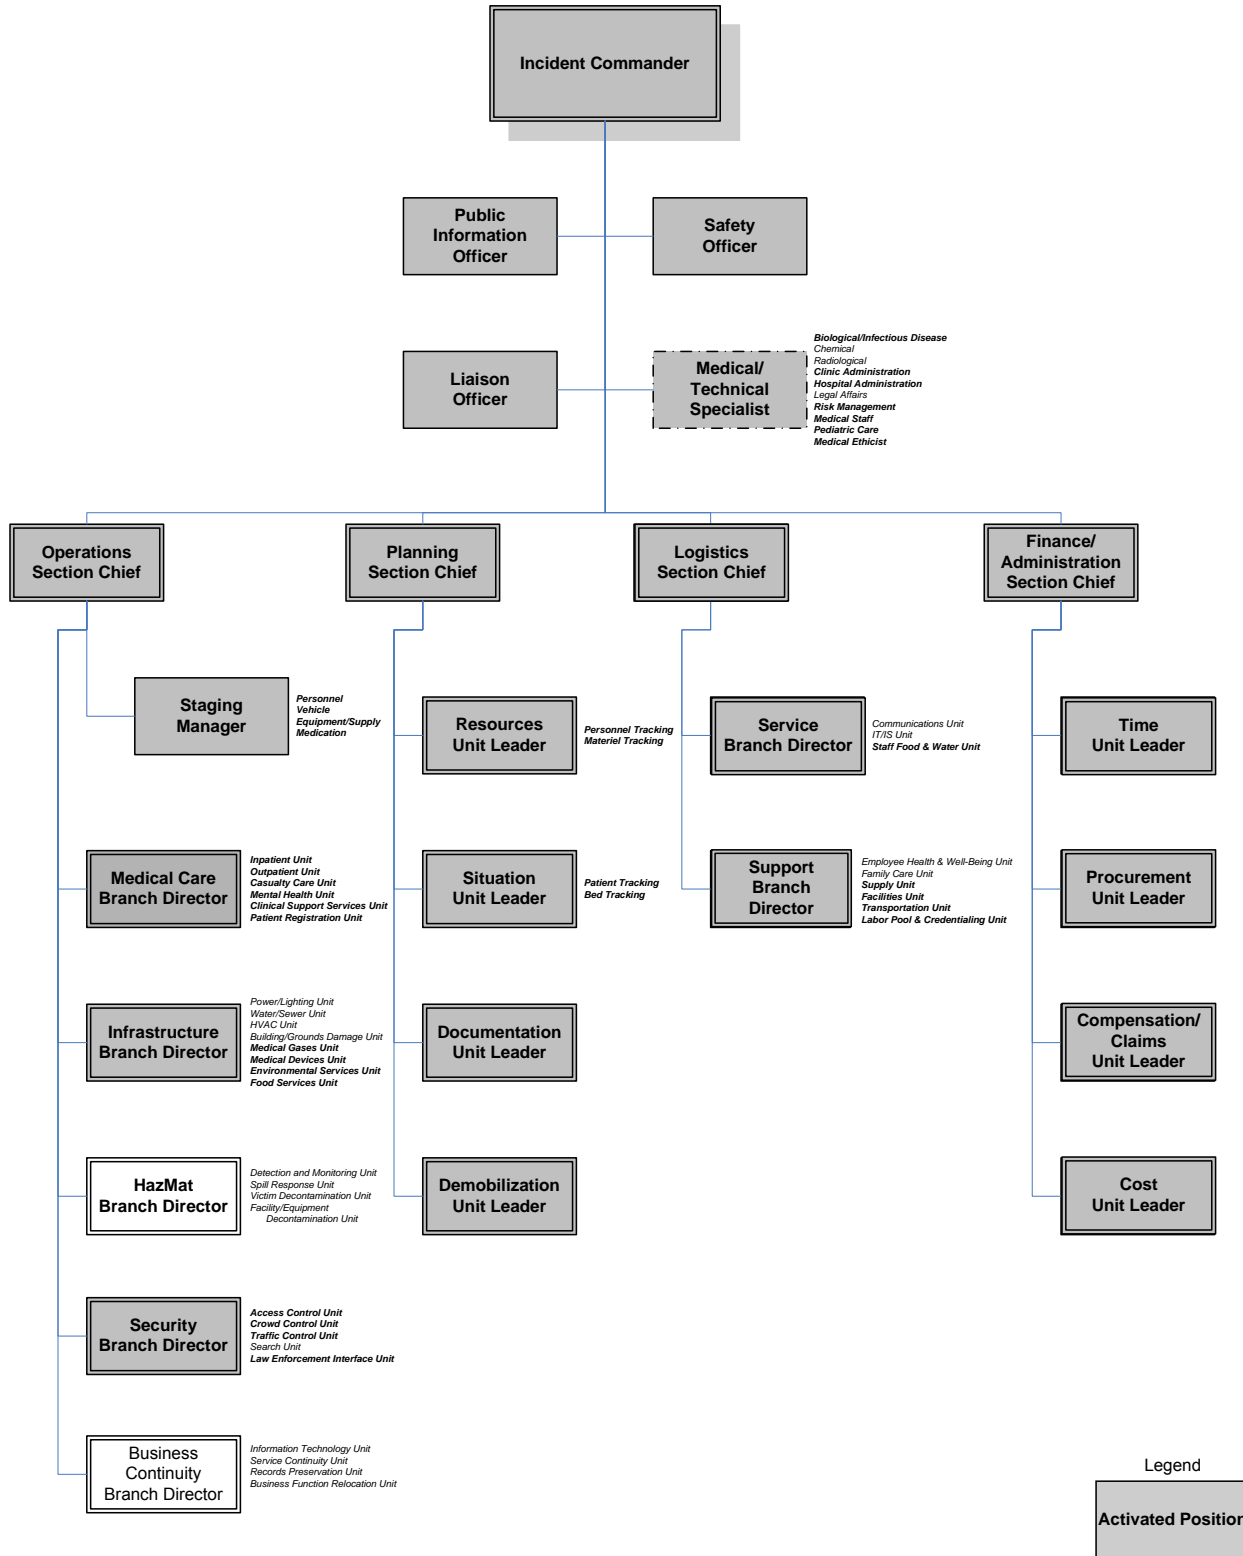 Incident Commander
Public
Information
Officer
Safety
Officer
Liaison
Officer
Medical/
Technical
Specialist
Biological/Infectious Disease
Chemical
Radiological
Clinic Administration
Hospital Administration
Legal Affairs
Risk Management
Medical Staff
Pediatric Care
Medical Ethicist
Operations
Section Chief
Planning
Section Chief
Logistics
Section Chief
Finance/
Administration
Section Chief
Staging
Manager
Personnel
Vehicle
Equipment/Supply
Medication
Resources
Unit Leader
Personnel Tracking
Materiel Tracking
Service
Branch Director
Communications Unit
IT/IS Unit
Staff Food & Water Unit
Time
Unit Leader
Medical Care
Branch Director
Inpatient Unit
Outpatient Unit
Casualty Care Unit
Mental Health Unit
Clinical Support Services Unit
Patient Registration Unit
Situation
Unit Leader
Patient Tracking
Bed Tracking
Support
Branch
Director
Employee Health & Well-Being Unit
Family Care Unit
Supply Unit
Facilities Unit
Transportation Unit
Labor Pool & Credentialing Unit
Procurement
Unit Leader
Infrastructure
Branch Director
Power/Lighting Unit
Water/Sewer Unit
HVAC Unit
Building/Grounds Damage Unit
Medical Gases Unit
Medical Devices Unit
Environmental Services Unit
Food Services Unit
Documentation
Unit Leader
Compensation/
Claims
Unit Leader
HazMat
Branch Director
Detection and Monitoring Unit
Spill Response Unit
Victim Decontamination Unit
Facility/Equipment
Decontamination Unit
Demobilization
Unit Leader
Cost
Unit Leader
Security
Branch Director
Access Control Unit
Crowd Control Unit
Traffic Control Unit
Search Unit
Law Enforcement Interface Unit
Business
Continuity
Branch Director
Information Technology Unit
Service Continuity Unit
Records Preservation Unit
Business Function Relocation Unit
Legend
Activated Position